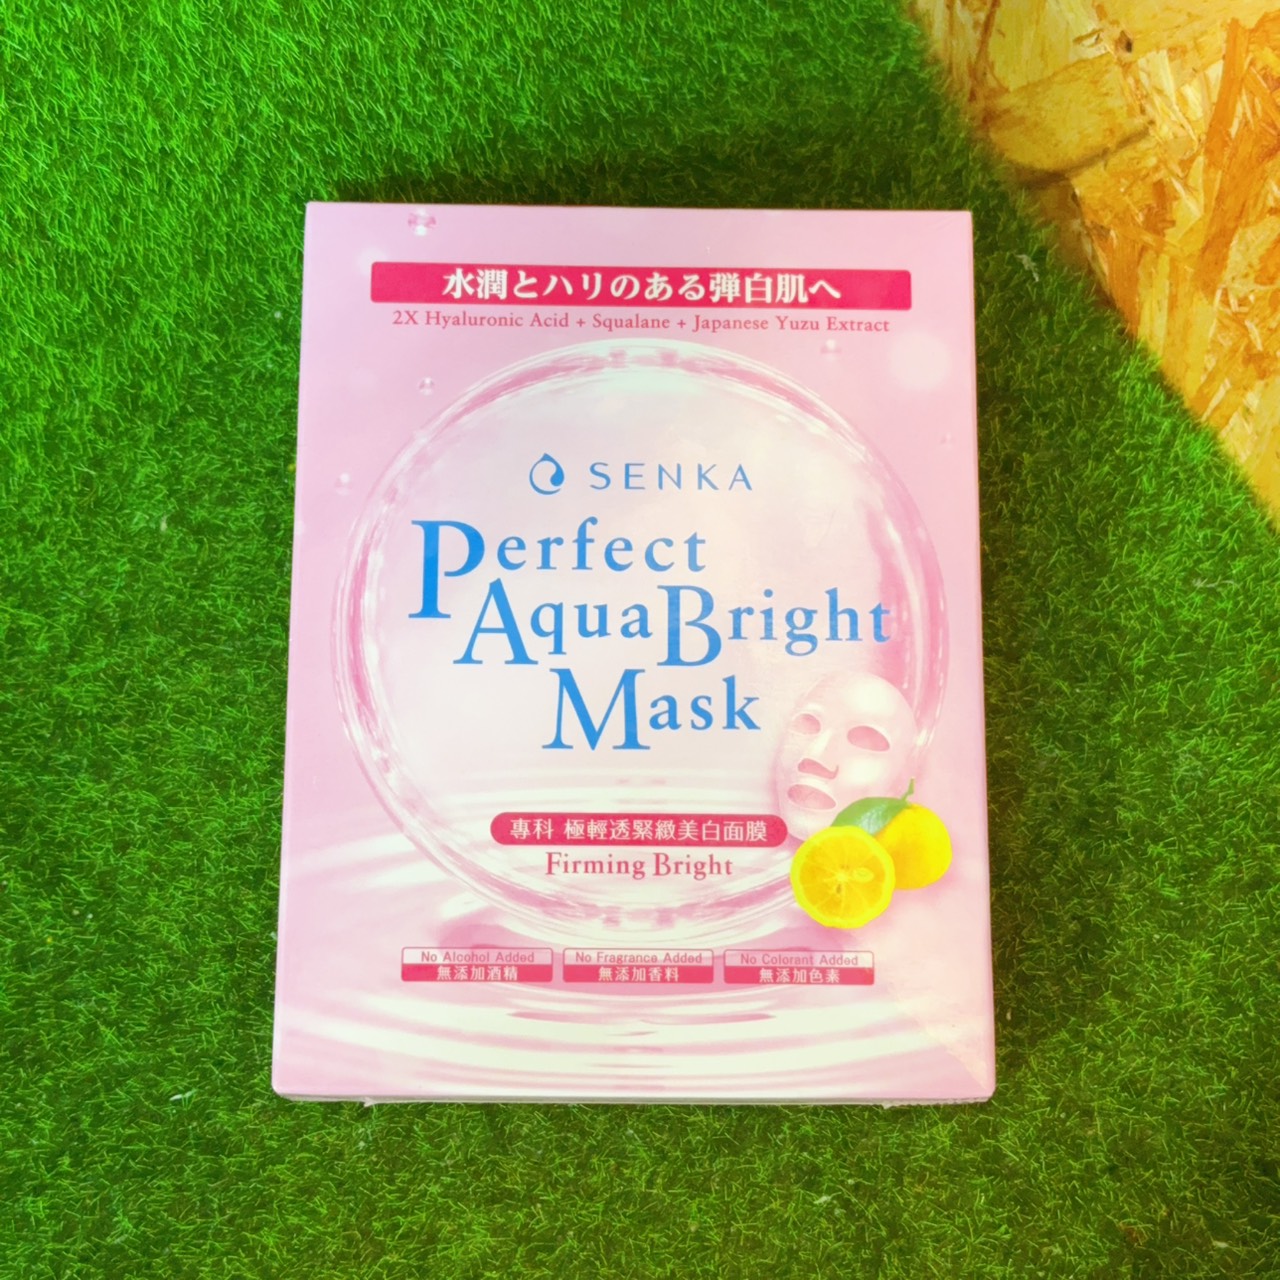 水潤とハリのある弾白肌へ
2X Hyaluronic Acid + Squalane + Japanese Yuzu Extract
SENKA
Perfect
AquaBright
Mask
專科 極輕透緊緻美白面膜
Firming Bright
No Alcohol Added No Fragrance Added No Colorant Added
無添加酒精 無添加香料 無添加色素